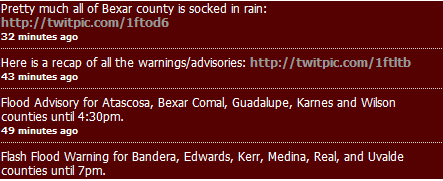 Pretty much all of Bexar county is socked in rain:
http://twitpic.com/1ftod6
32 minutes ago
Here is a recap of all the warnings/advisories: http://twitpic.com/1ftltb
43 minutes ago
Flood Advisory for Atascosa, Bexar Comal, Guadalupe, Karnes and Wilson
counties until 4:30pm.
49 minutes ago
Flash Flood Warning for Bandera, Edwards, Kerr, Medina, Real, and Uvalde
counties until 7pm.